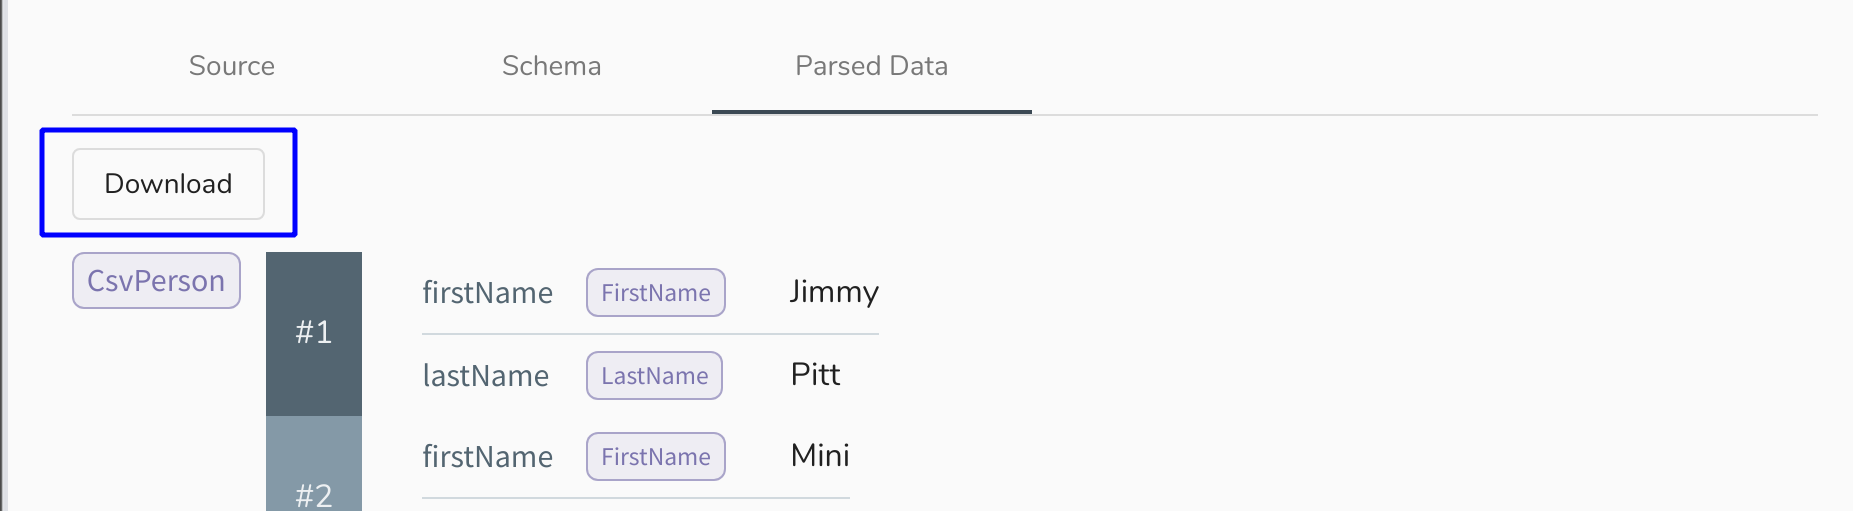 Source Schema Parsed Data
Download
CsvPerson
#1
firstName FirstName Jimmy
lastName LastName Pitt
#2
firstName FirstName Mini